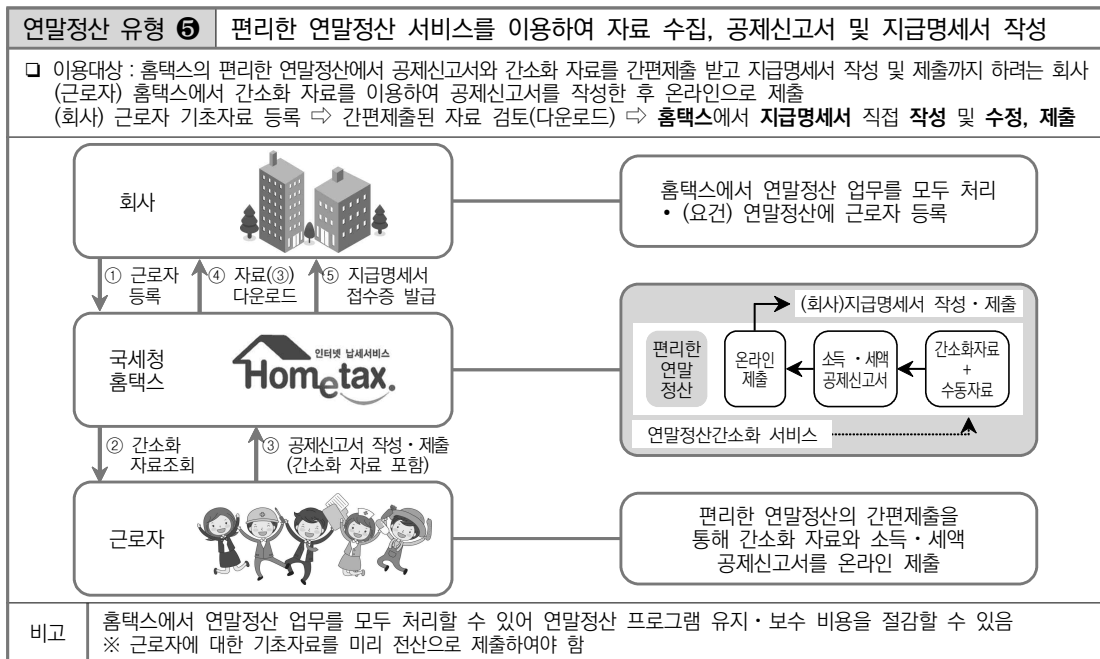 연말정산 유형 ❺ 편리한 연말정산 서비스를 이용하여 자료 수집, 공제신고서 및 지급명세서 작성
❑ 이용대상 : 홈택스의 편리한 연말정산에서 공제신고서와 간소화 자료를 간편제출 받고 지급명세서 작성 및 제출까지 하려는 회사
(근로자) 홈택스에서 간소화 자료를 이용하여 공제신고서를 작성한 후 온라인으로 제출
(회사) 근로자 기초자료 등록 ⇨ 간편제출된 자료 검토(다운로드) ⇨ 홈택스에서 지급명세서 직접 작성 및 수정, 제출
회사
홈택스에서 연말정산 업무를 모두 처리
• (요건) 연말정산에 근로자 등록
① 근로자
등록
④ 자료(③)
다운로드
⑤ 지급명세서
접수증 발급
국세청
홈택스
인터넷 납세서비스
Hometax.
(회사)지급명세서 작성・제출
편리한
연말
정산
온라인
제출
소득 ・세액
공제신고서
간소화자료
+
수동자료
연말정산간소화 서비스
② 간소화
자료조회
③ 공제신고서 작성・제출
(간소화 자료 포함)
근로자
편리한 연말정산의 간편제출을
통해 간소화 자료와 소득・세액
공제신고서를 온라인 제출
비고
홈택스에서 연말정산 업무를 모두 처리할 수 있어 연말정산 프로그램 유지・보수 비용을 절감할 수 있음
※ 근로자에 대한 기초자료를 미리 전산으로 제출하여야 함